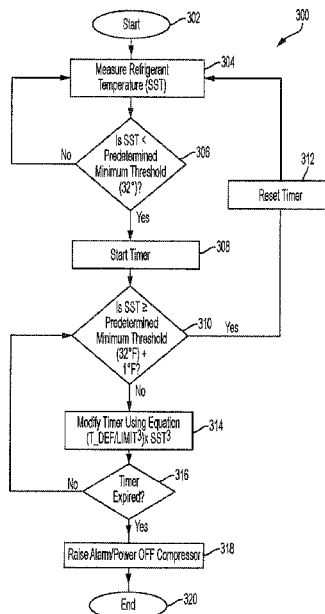 Start
302
300
Measure Refrigerant
Temperature (SST)
304
Is SST <
Predetermined
Minimum Threshold
(32°)?
306
No
Yes
312
Reset Timer
Start Timer
308
Is SST ≥
Predetermined
Minimum Threshold
(32°F) +
1°F?
310
Yes
No
Modify Timer Using Equation
(T_DEF/LIMIT³)x SST³
314
Timer
Expired?
316
No
Yes
Raise Alarm/Power OFF Compressor
318
End
320